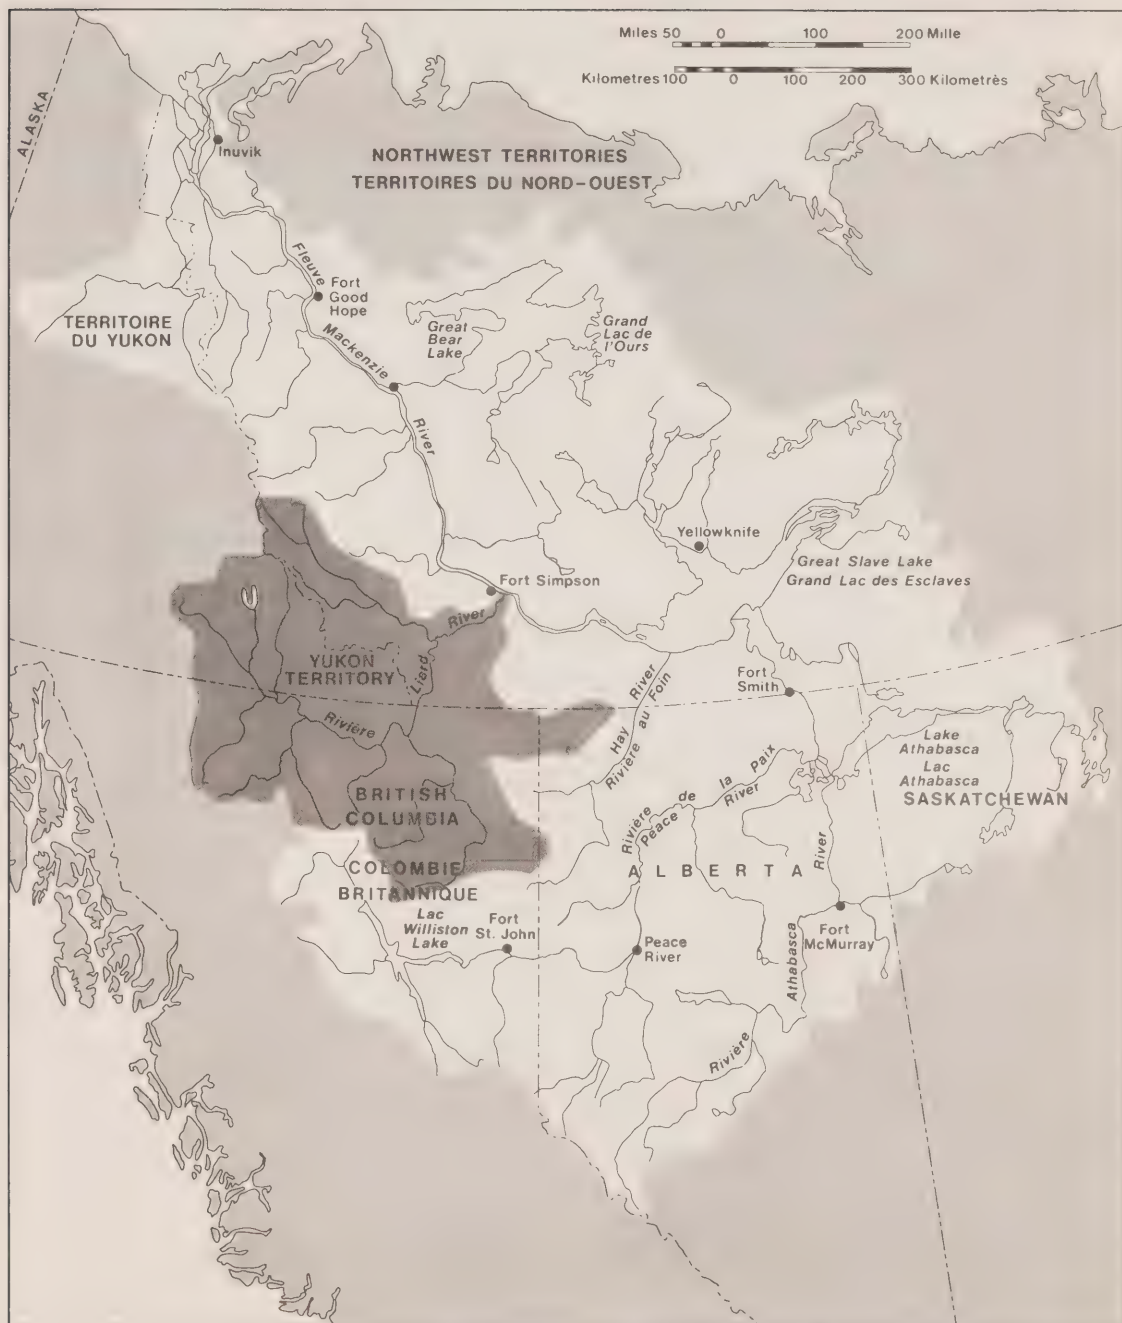 Miles 50 0 100 200 Mille
Kilometres 100 0 100 200 300 Kilometrès
ALASKA
Inuvik
NORTHWEST TERRITORIES
TERRITOIRES DU NORD-OUEST
Fleuve
Fort
Good
Hope
TERRITOIRE
DU YUKON
Mackenzie
River
Great
Bear
Lake
Grand
Lac de
l'Ours
Yellowknife
Great Slave Lake
Grand Lac des Esclaves
Fort Simpson
River
Liard
Rivière
YUKON
TERRITORY
Hay River
Rivière au Foin
Fort
Smith
Lake
Athabasca
Lac
Athabasca
SASKATCHEWAN
BRITISH
COLUMBIA
COLOMBIE
BRITANNIQUE
Rivière de la Paix
Peace River
ALBERTA
River
Athabasca
Rivière
Lac
Williston
Lake
Fort
St. John
Peace
River
Fort
McMurray